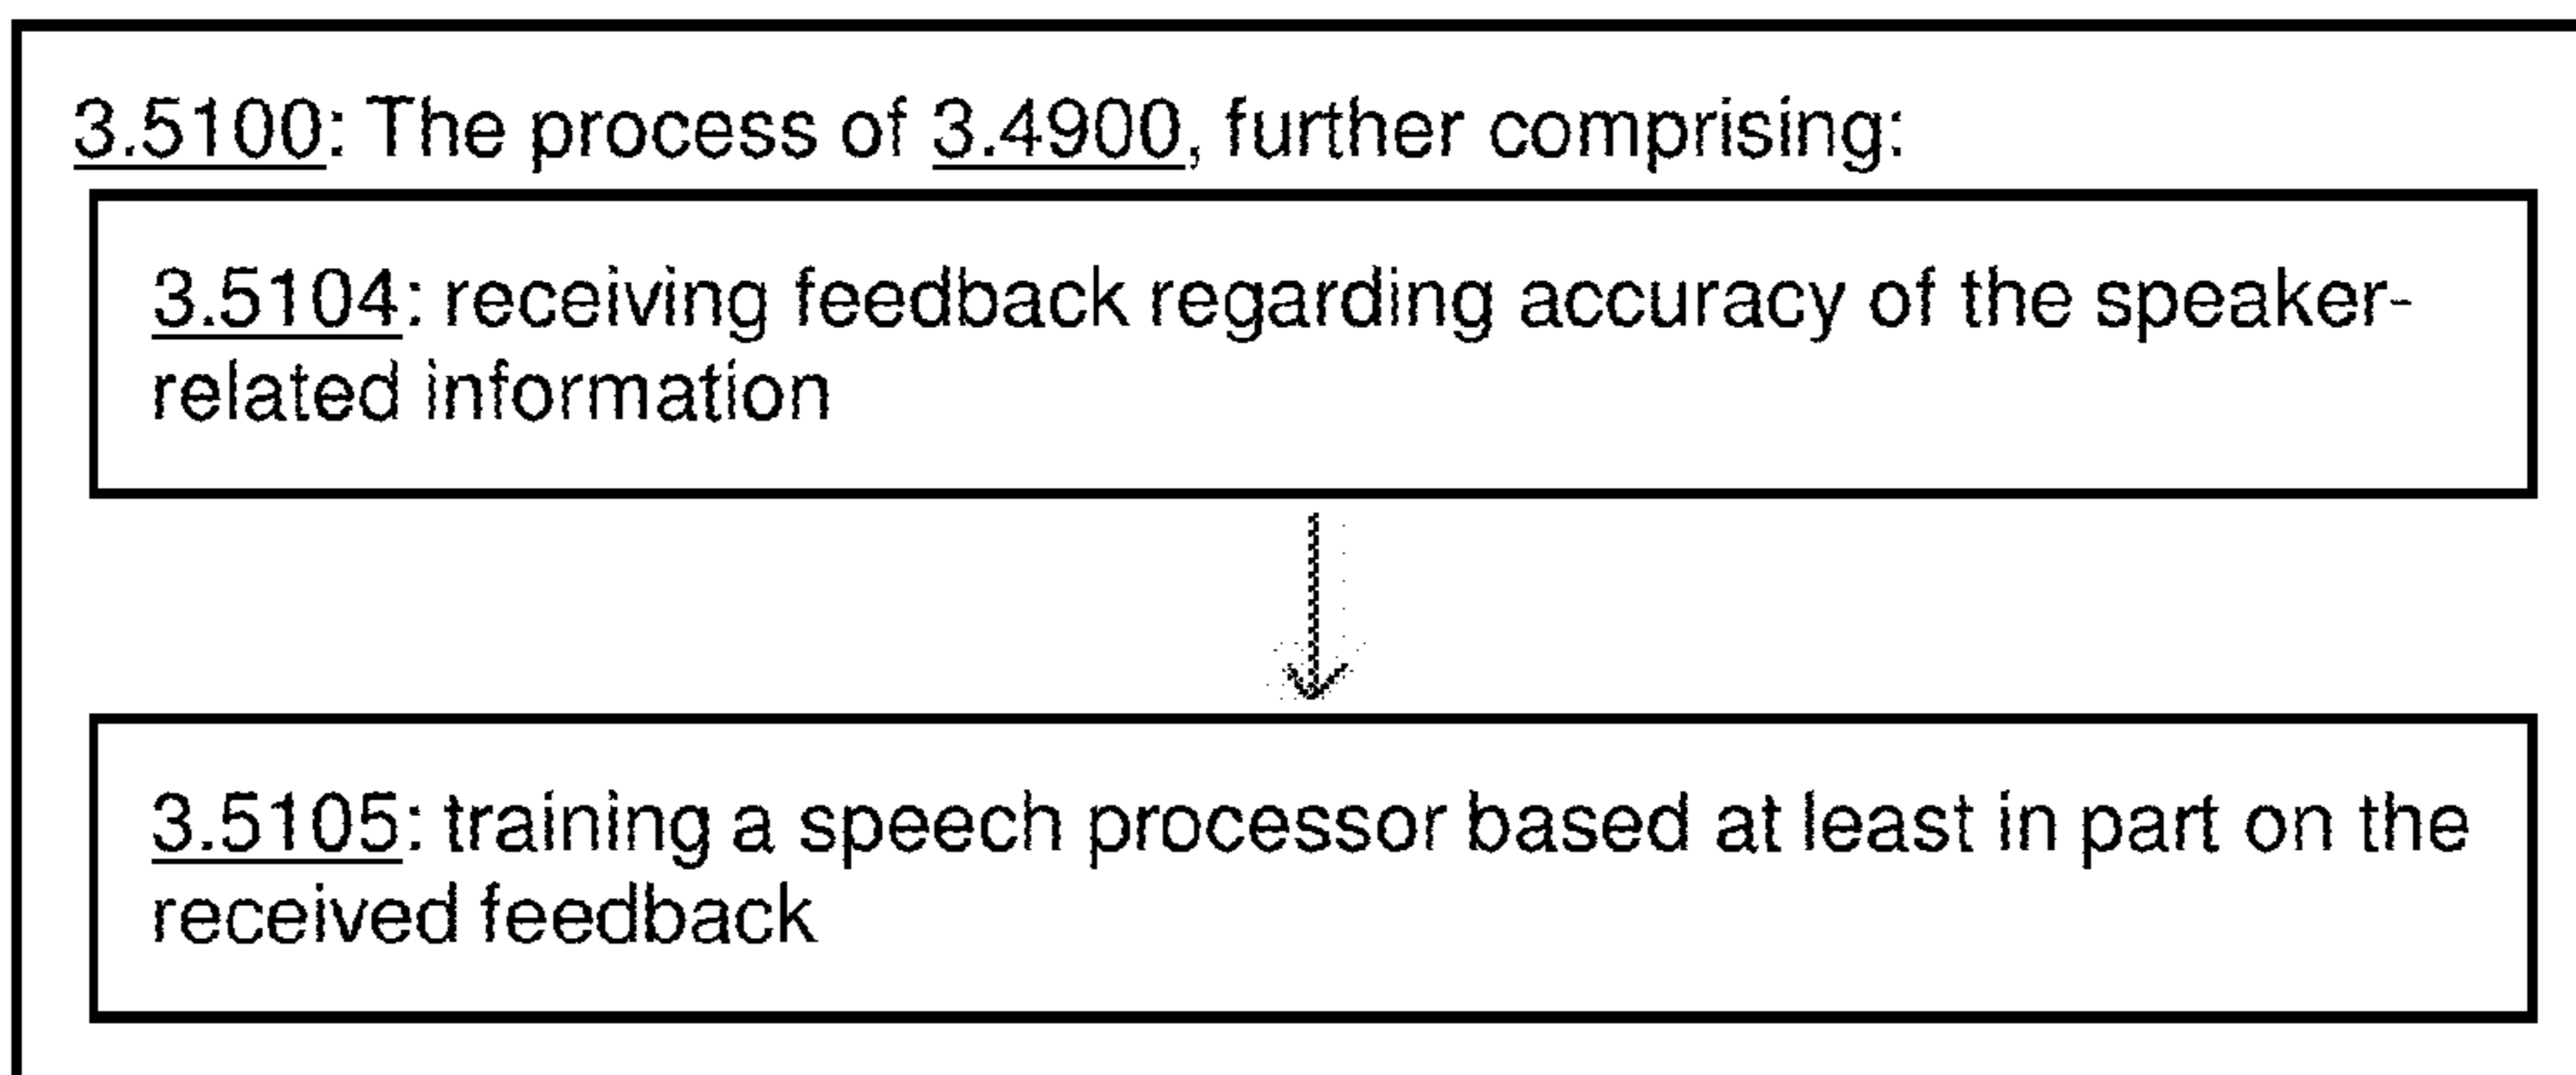 3.5100: The process of 3.4900, further comprising:
3.5104: receiving feedback regarding accuracy of the speaker-
related information
3.5105: training a speech processor based at least in part on the
received feedback